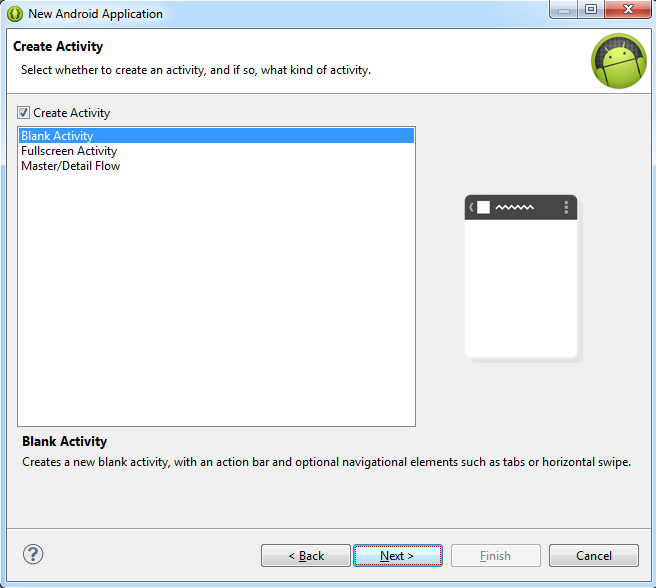 New Android Application
Create Activity
Select whether to create an activity, and if so, what kind of activity.
Create Activity
Blank Activity
Fullscreen Activity
Master/Detail Flow
Blank Activity
Creates a new blank activity, with an action bar and optional navigational elements such as tabs or horizontal swipe.
< Back
Next >
Finish
Cancel